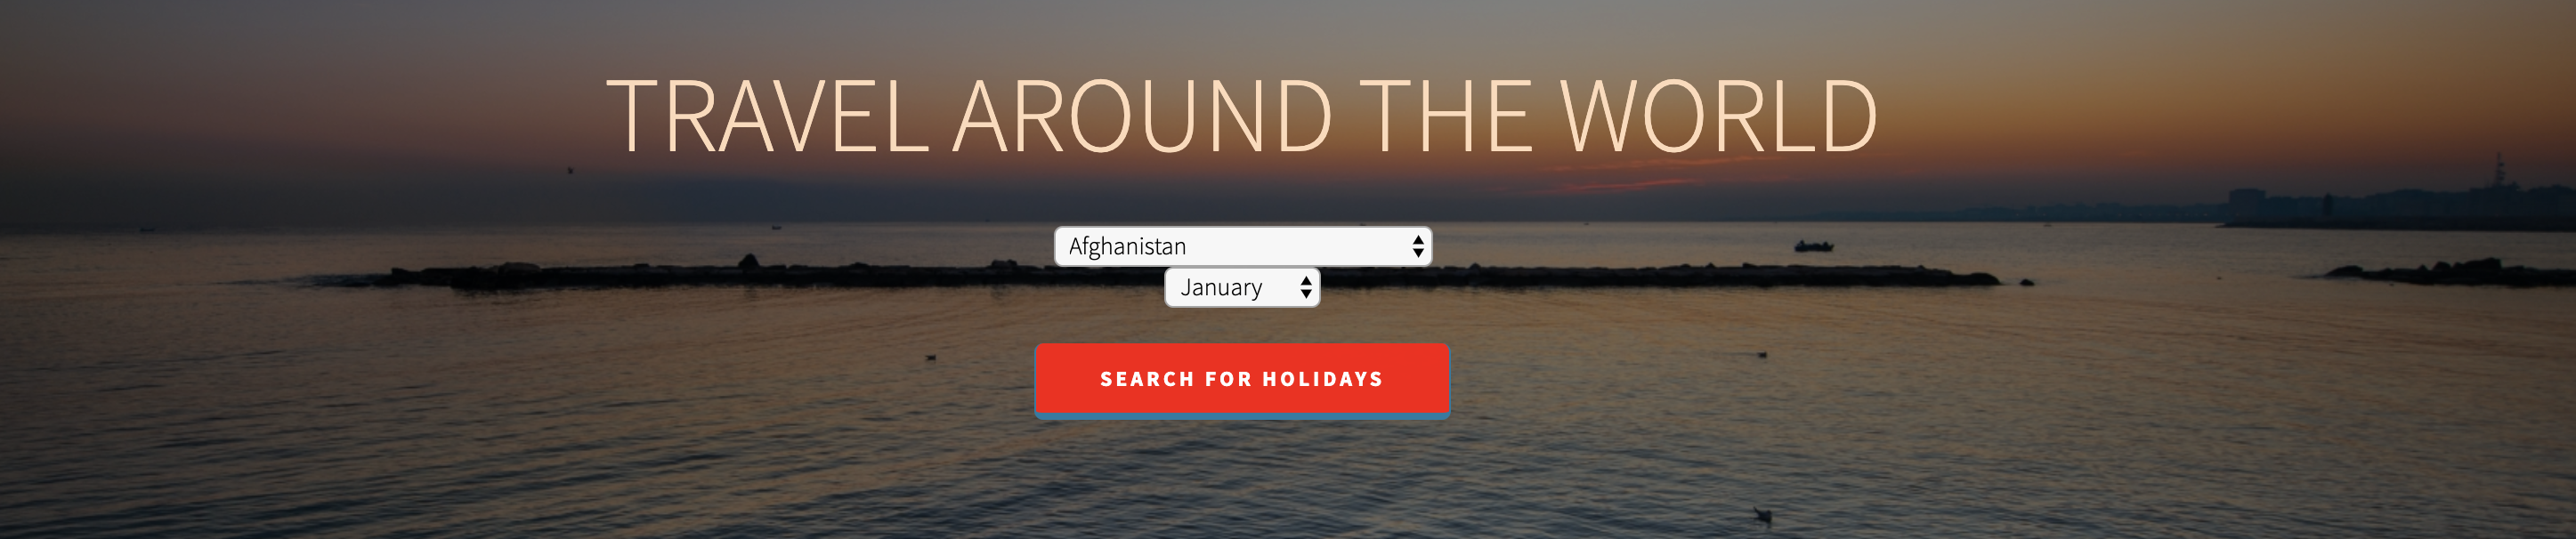 TRAVEL AROUND THE WORLD
Afghanistan
January
SEARCH FOR HOLIDAYS